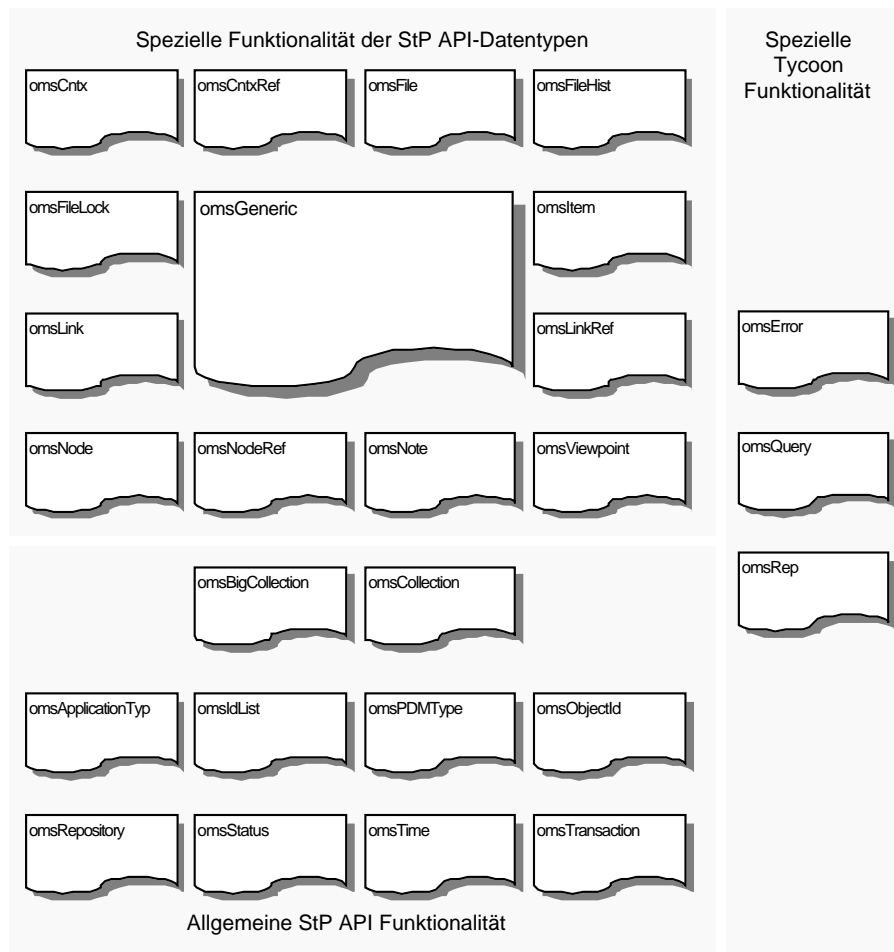 Spezielle Funktionalität der StP API-Datentypen
omsCntx
omsCntxRef
omsFile
omsFileHist
omsFileLock
omsGeneric
omsItem
omsLink
omsLinkRef
omsNode
omsNodeRef
omsNote
omsViewpoint
omsBigCollection
omsCollection
omsApplicationTyp
omsIdList
omsPDMType
omsObjectId
omsRepository
omsStatus
omsTime
omsTransaction
Allgemeine StP API Funktionalität
Spezielle
Tycoon
Funktionalität
omsError
omsQuery
omsRep